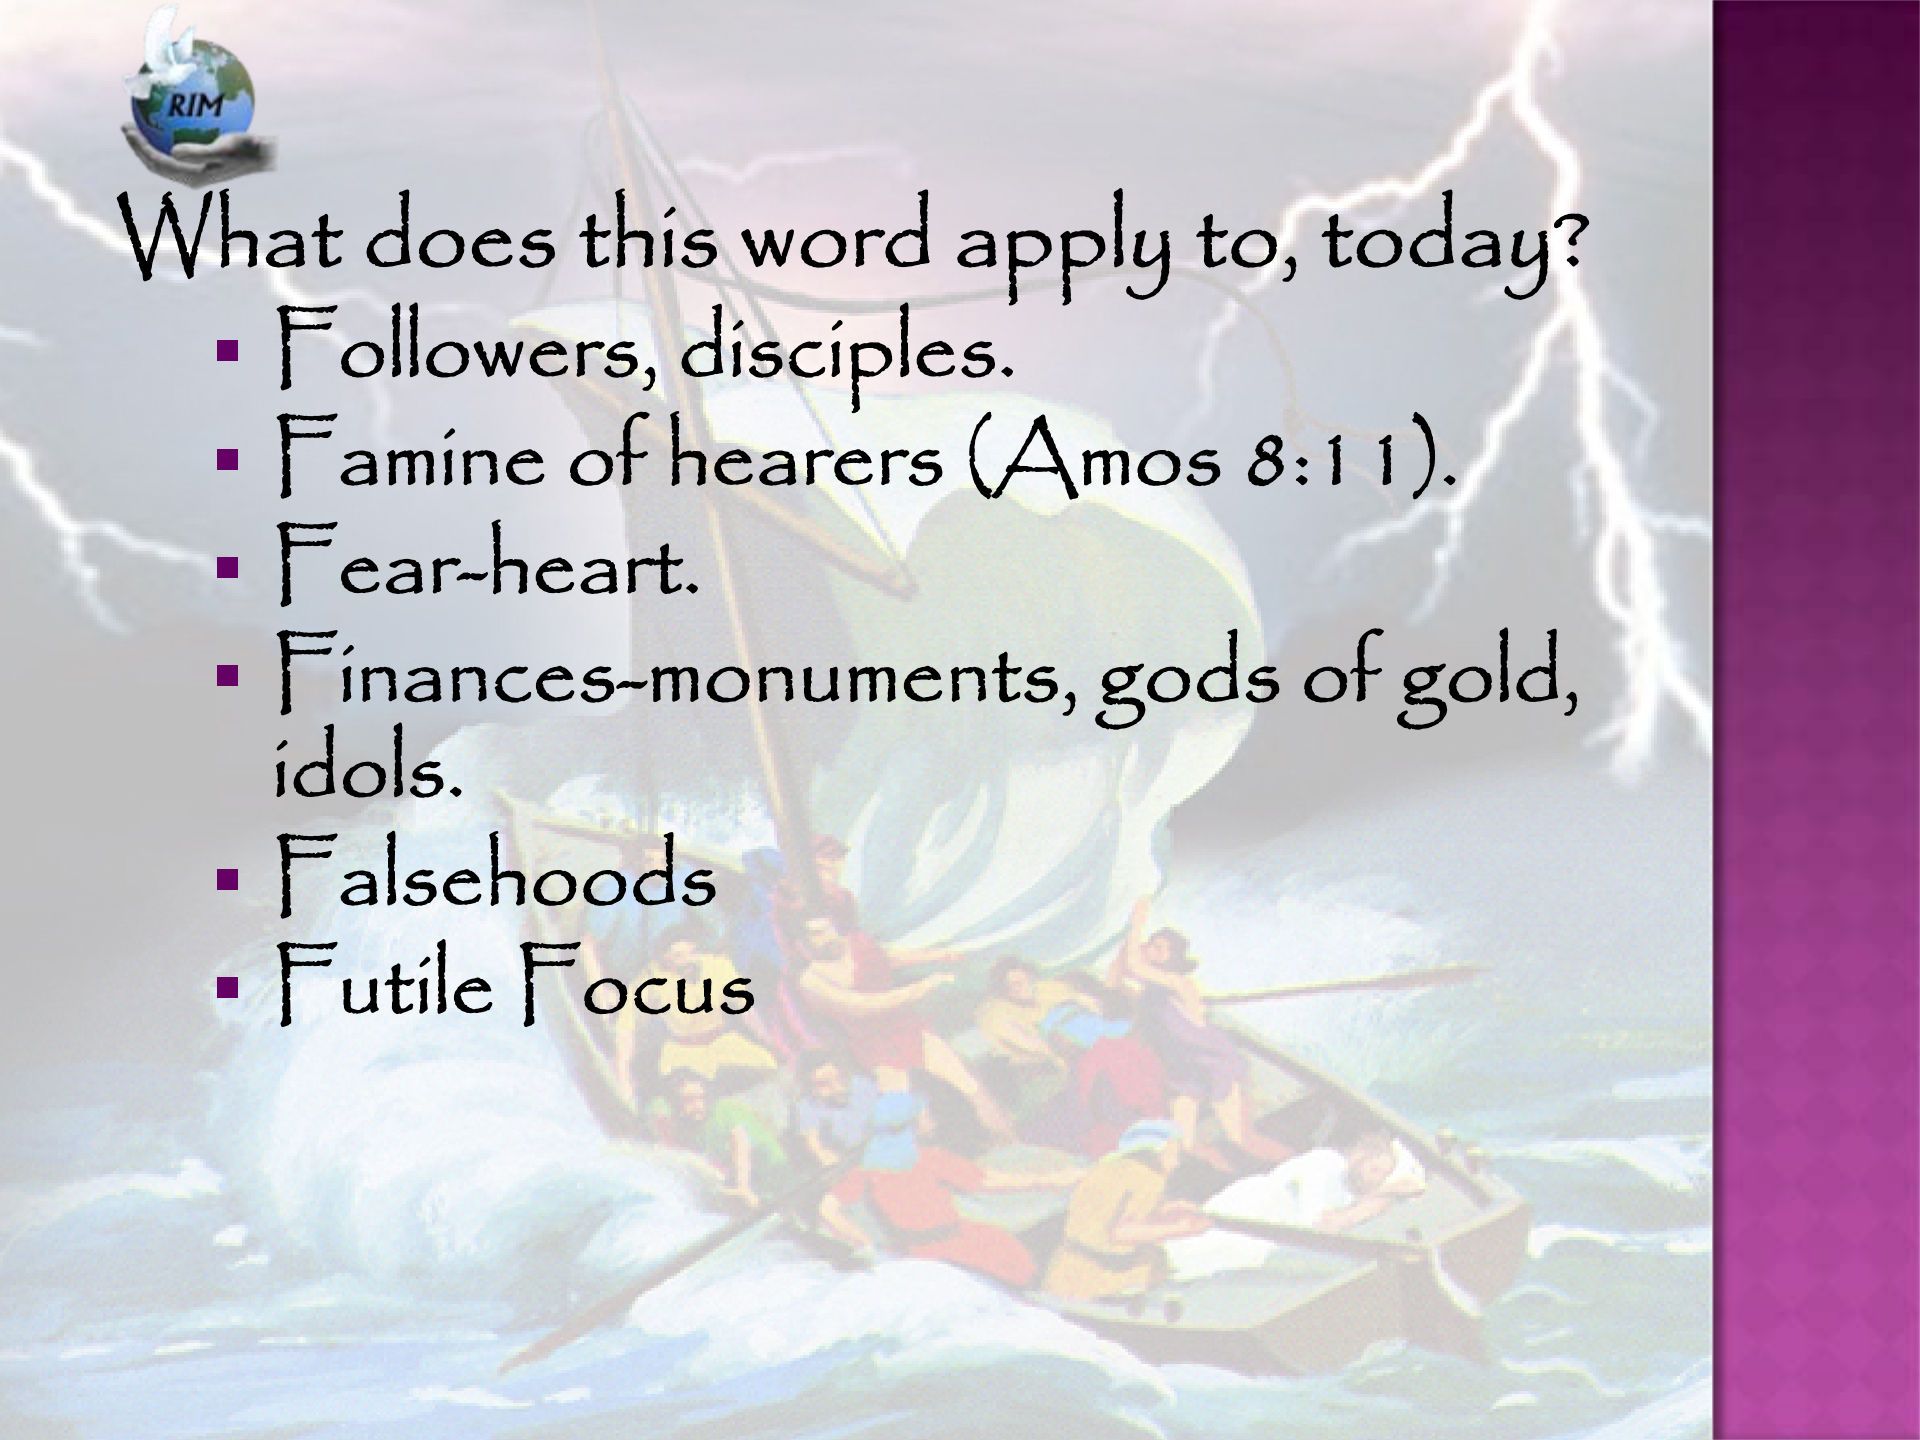 RIM
What does this word apply to, today?
▪ Followers, disciples.
▪ Famine of hearers (Amos 8:11).
▪ Fear-heart.
▪ Finances-monuments, gods of gold,
idols.
▪ Falsehoods
▪ Futile Focus